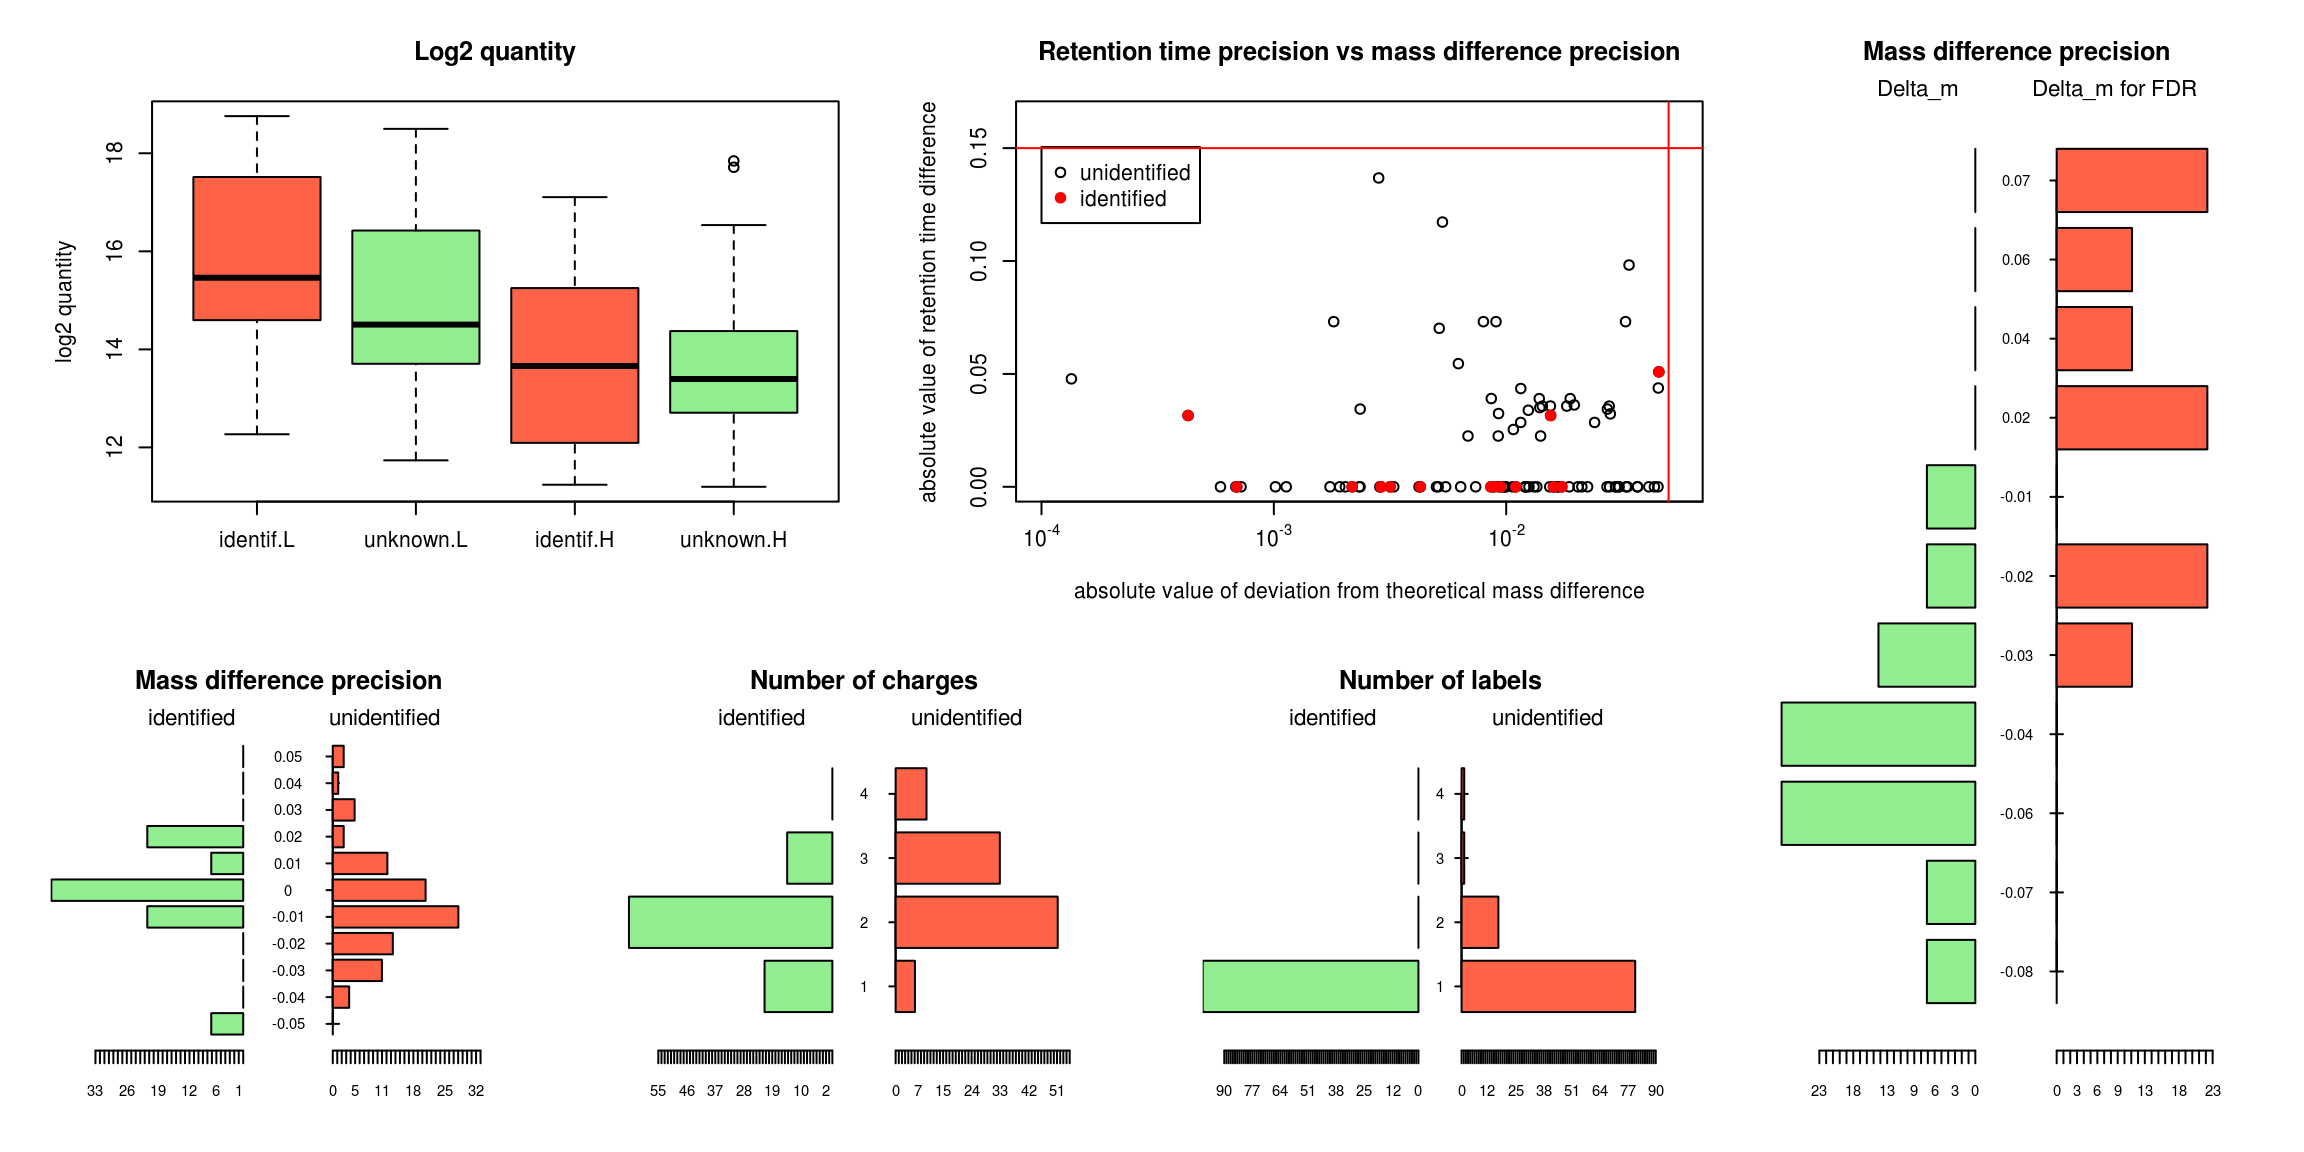 Log2 quantity
log2 quantity
18
16
14
12
identif.L unknown.L identif.H unknown.H
Retention time precision vs mass difference precision
absolute value of retention time difference
0.15
0.10
0.05
0.00
unidentified
identified
10-4 10-3 10-2
absolute value of deviation from theoretical mass difference
Mass difference precision
Delta_m Delta_m for FDR
0.07
0.06
0.04
0.02
-0.01
-0.02
-0.03
-0.04
-0.06
-0.07
-0.08
23 18 13 9 6 3 0 0 3 6 9 13 18 23
Mass difference precision
identified unidentified
0.05
0.04
0.03
0.02
0.01
0
-0.01
-0.02
-0.03
-0.04
-0.05
33 26 19 12 6 1 0 5 11 18 25 32
Number of charges
identified unidentified
4
3
2
1
55 46 37 28 19 10 2 0 7 15 24 33 42 51
Number of labels
identified unidentified
4
3
2
1
90 77 64 51 38 25 12 0 0 12 25 38 51 64 77 90